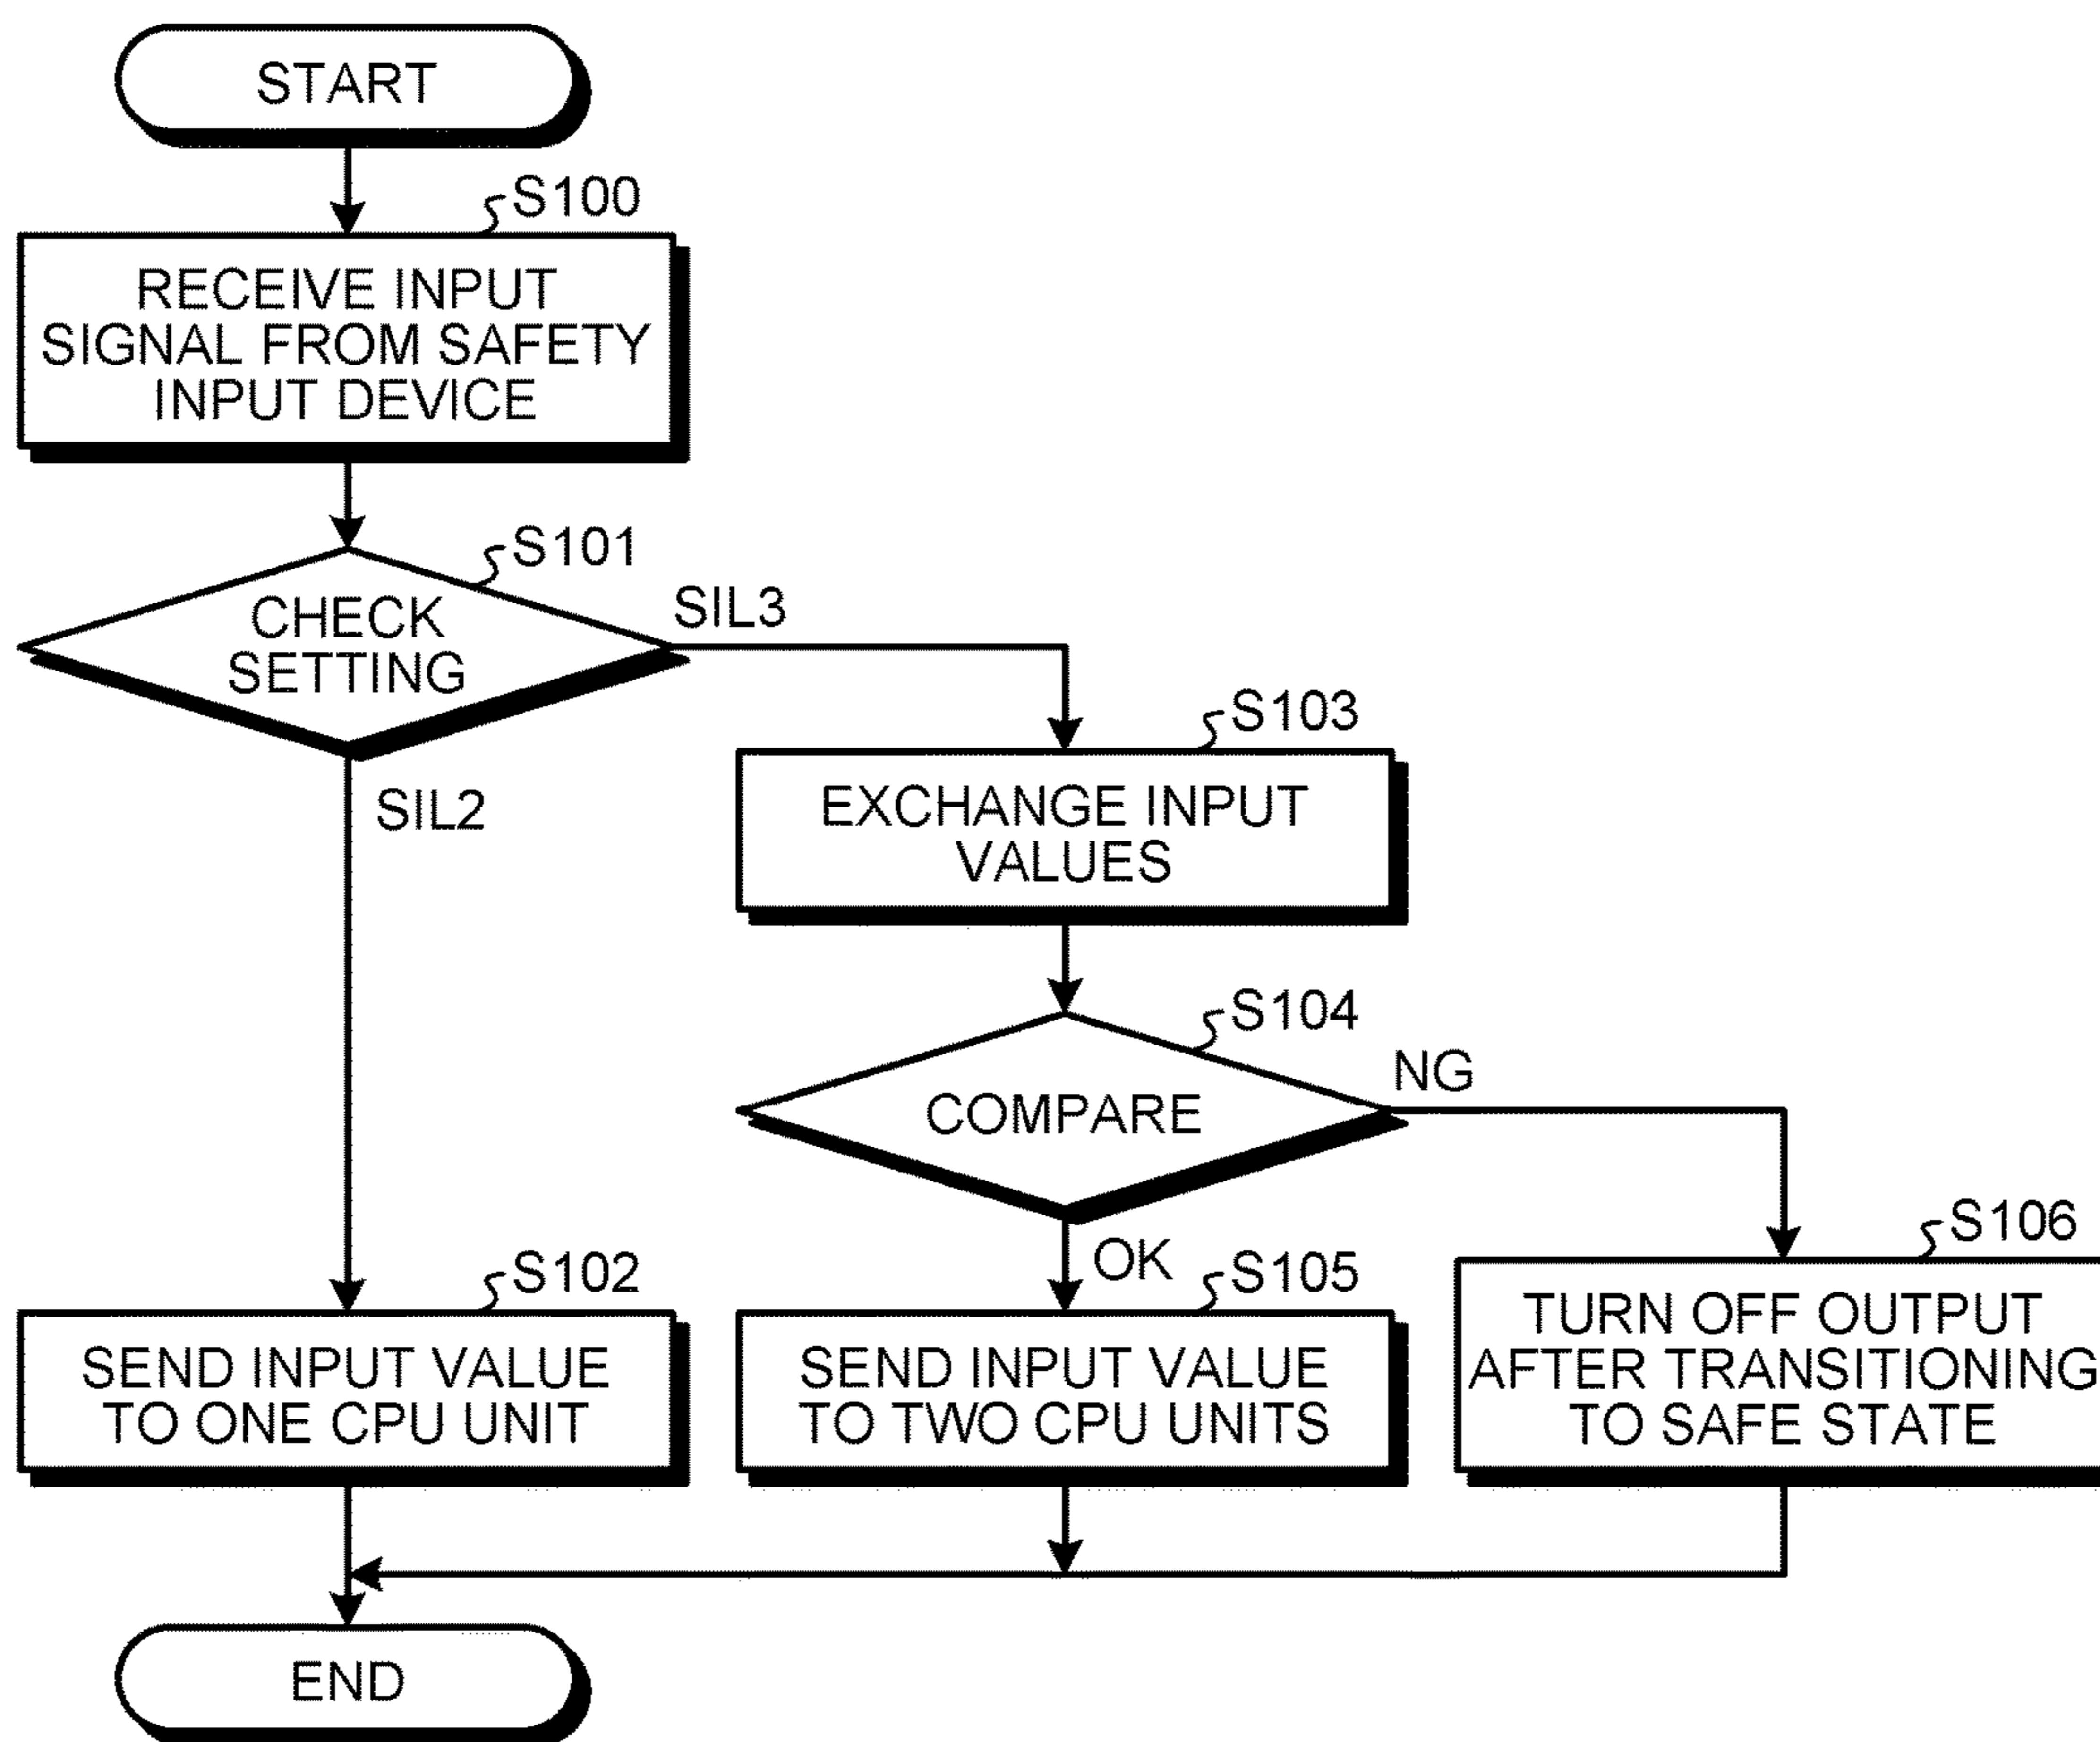 START
S100
RECEIVE INPUT
SIGNAL FROM SAFETY
INPUT DEVICE
S101
CHECK
SETTING
SIL3
SIL2
S103
EXCHANGE INPUT
VALUES
S104
COMPARE
NG
OK
S102
SEND INPUT VALUE
TO ONE CPU UNIT
S105
SEND INPUT VALUE
TO TWO CPU UNITS
S106
TURN OFF OUTPUT
AFTER TRANSITIONING
TO SAFE STATE
END